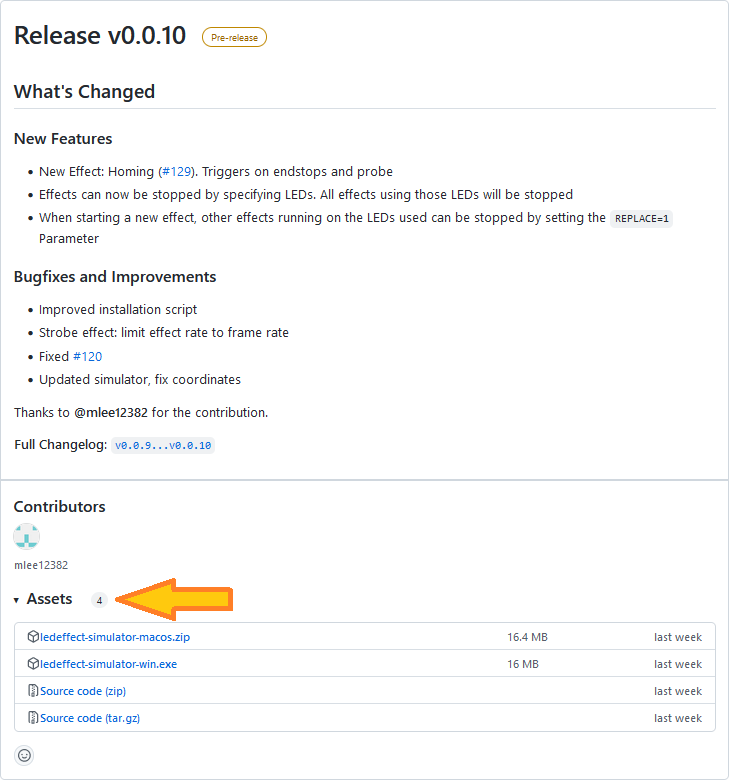 Release v0.0.10 Pre-release
What's Changed
New Features
New Effect: Homing (#129). Triggers on endstops and probe
Effects can now be stopped by specifying LEDs. All effects using those LEDs will be stopped
When starting a new effect, other effects running on the LEDs used can be stopped by setting the REPLACE=1
Parameter
Bugfixes and Improvements
Improved installation script
Strobe effect: limit effect rate to frame rate
Fixed #120
Updated simulator, fix coordinates
Thanks to @mlee12382 for the contribution.
Full Changelog: v0.0.9...v0.0.10
Contributors
mlee12382
Assets 4
ledeffect-simulator-macos.zip 16.4 MB last week
ledeffect-simulator-win.exe 16 MB last week
Source code (zip) last week
Source code (tar.gz) last week